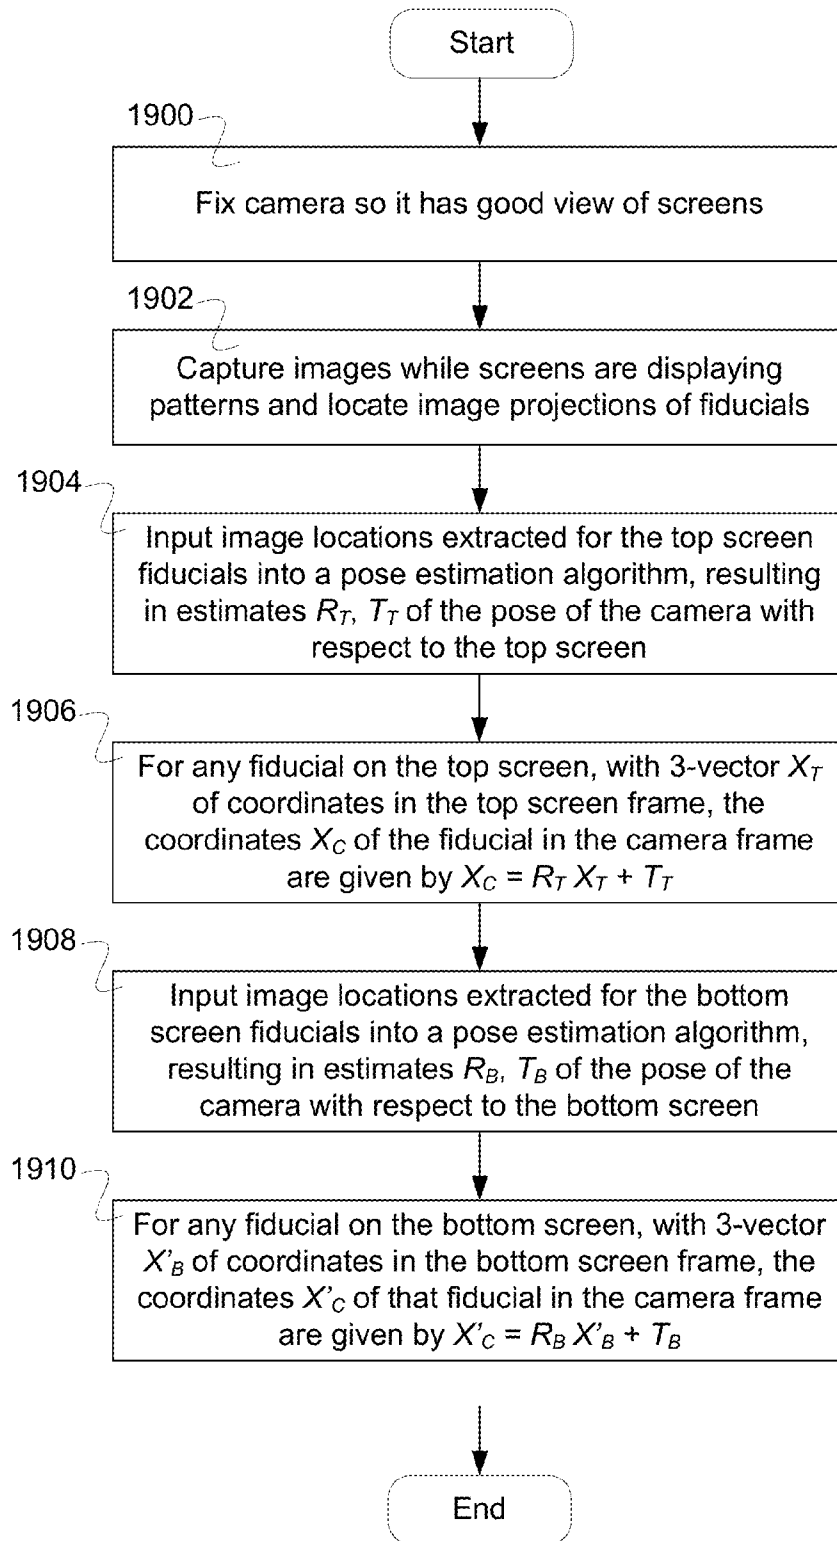 Start
1900
Fix camera so it has good view of screens
1902
Capture images while screens are displaying
patterns and locate image projections of fiducials
1904
Input image locations extracted for the top screen
fiducials into a pose estimation algorithm, resulting
in estimates R_T, T_T of the pose of the camera with
respect to the top screen
1906
For any fiducial on the top screen, with 3-vector X_T
of coordinates in the top screen frame, the
coordinates X_C of the fiducial in the camera frame
are given by X_C = R_T X_T + T_T
1908
Input image locations extracted for the bottom
screen fiducials into a pose estimation algorithm,
resulting in estimates R_B, T_B of the pose of the
camera with respect to the bottom screen
1910
For any fiducial on the bottom screen, with 3-vector
X'_B of coordinates in the bottom screen frame, the
coordinates X'_C of that fiducial in the camera frame
are given by X'_C = R_B X'_B + T_B
End